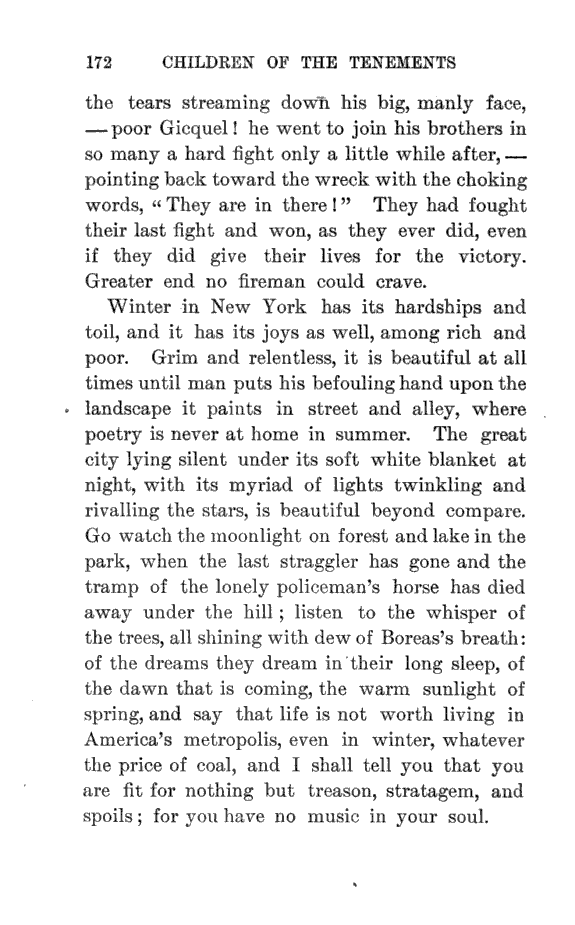 172 CHILDREN OF THE TENEMENTS
the tears streaming down his big, manly face,
—poor Gicquel! he went to join his brothers in
so many a hard fight only a little while after,—
pointing back toward the wreck with the choking
words, “They are in there!” They had fought
their last fight and won, as they ever did, even
if they did give their lives for the victory.
Greater end no fireman could crave.
Winter in New York has its hardships and
toil, and it has its joys as well, among rich and
poor. Grim and relentless, it is beautiful at all
times until man puts his befouling hand upon the
landscape it paints in street and alley, where
poetry is never at home in summer. The great
city lying silent under its soft white blanket at
night, with its myriad of lights twinkling and
rivalling the stars, is beautiful beyond compare.
Go watch the moonlight on forest and lake in the
park, when the last straggler has gone and the
tramp of the lonely policeman’s horse has died
away under the hill; listen to the whisper of
the trees, all shining with dew of Boreas’s breath:
of the dreams they dream in their long sleep, of
the dawn that is coming, the warm sunlight of
spring, and say that life is not worth living in
America’s metropolis, even in winter, whatever
the price of coal, and I shall tell you that you
are fit for nothing but treason, stratagem, and
spoils; for you have no music in your soul.